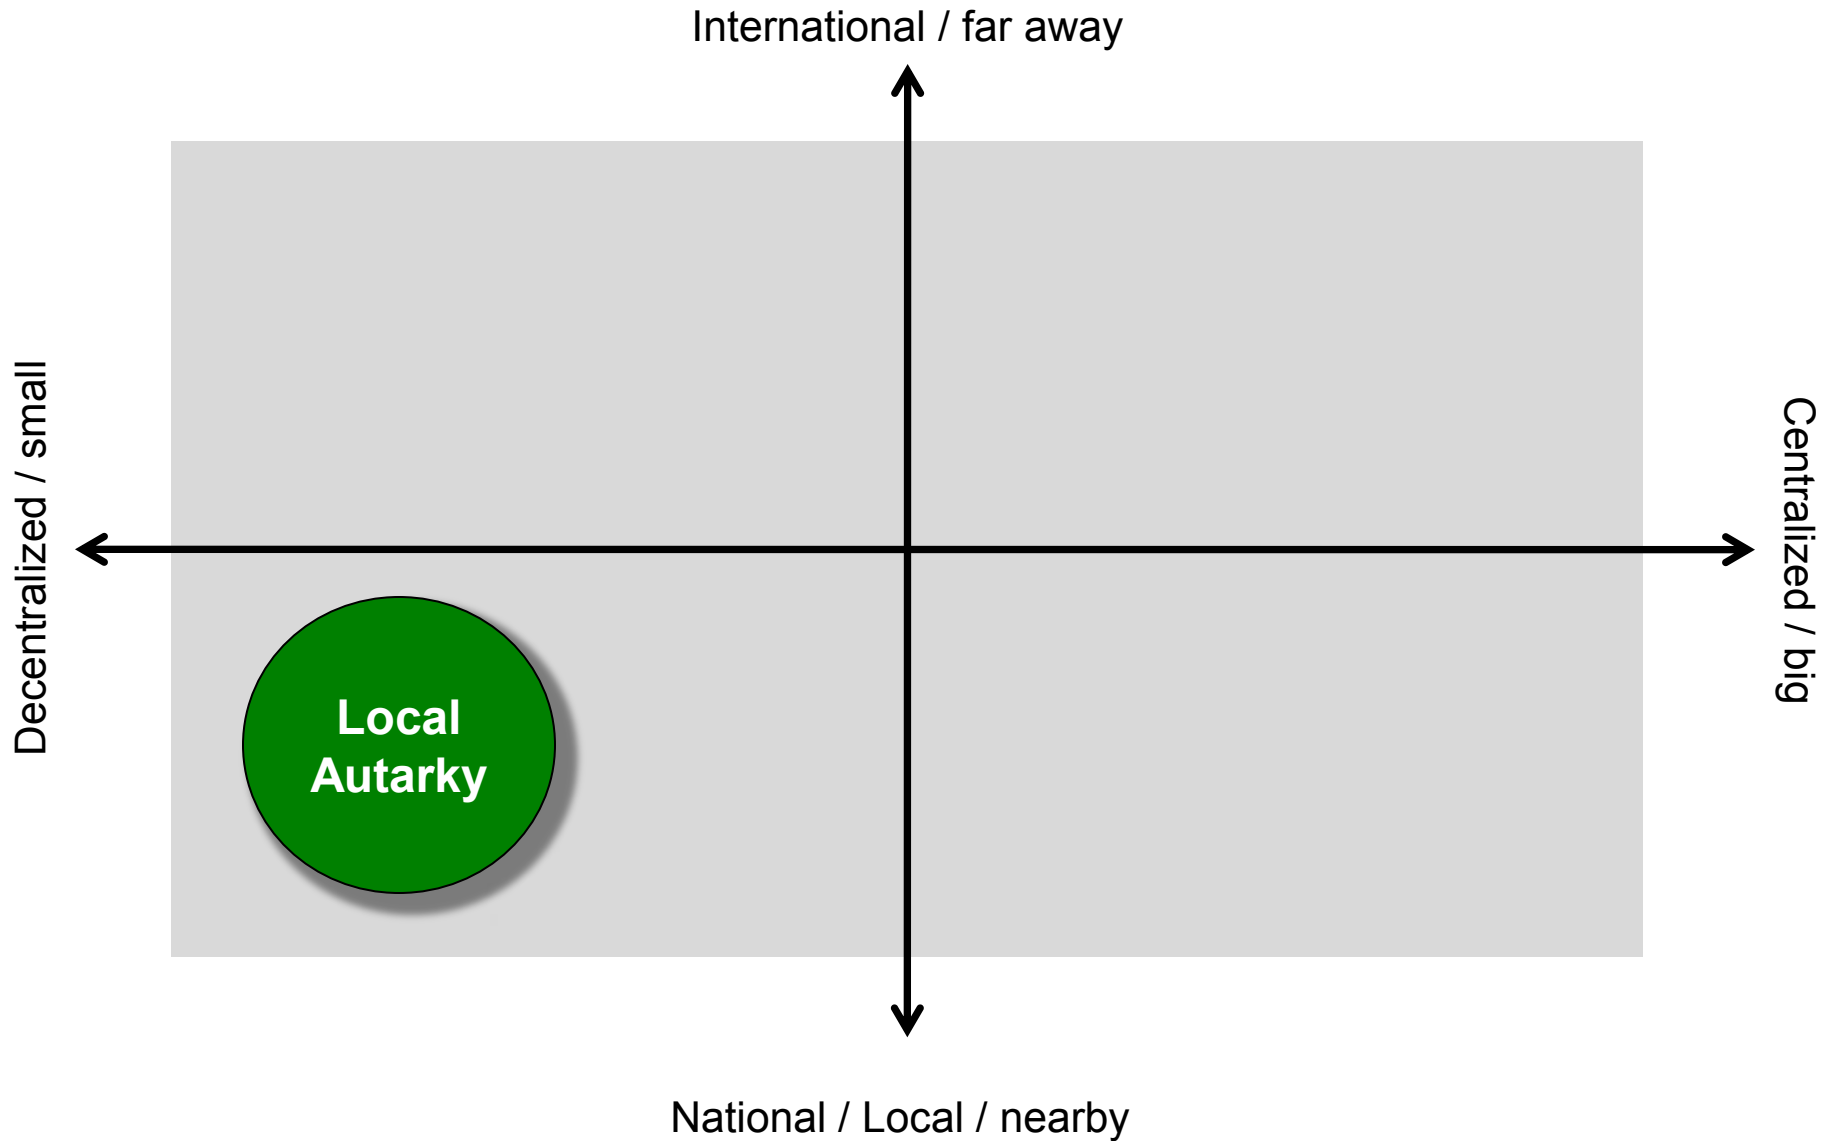 International / far away
Decentralized / small
Centralized / big
Local
Autarky
National / Local / nearby